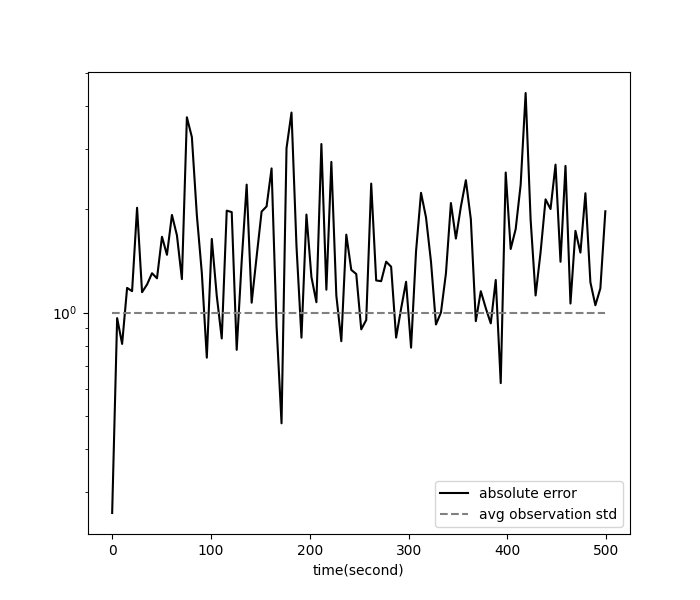 10⁰
absolute error
avg observation std
0 100 200 300 400 500
time(second)